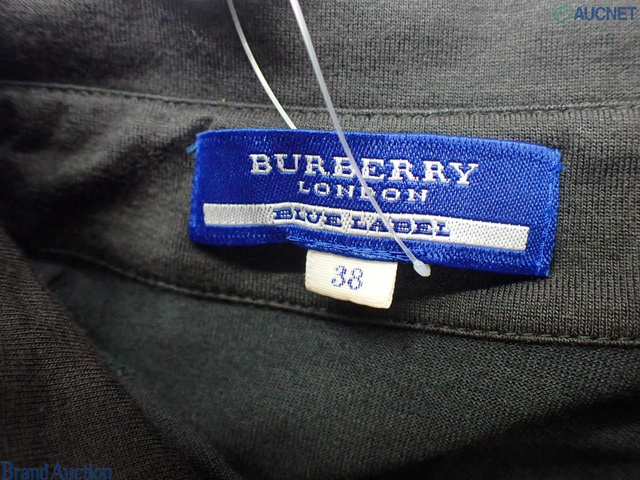 AUCNET
BURBERRY
LONDON
BLUE LABEL
38
Brand Auction